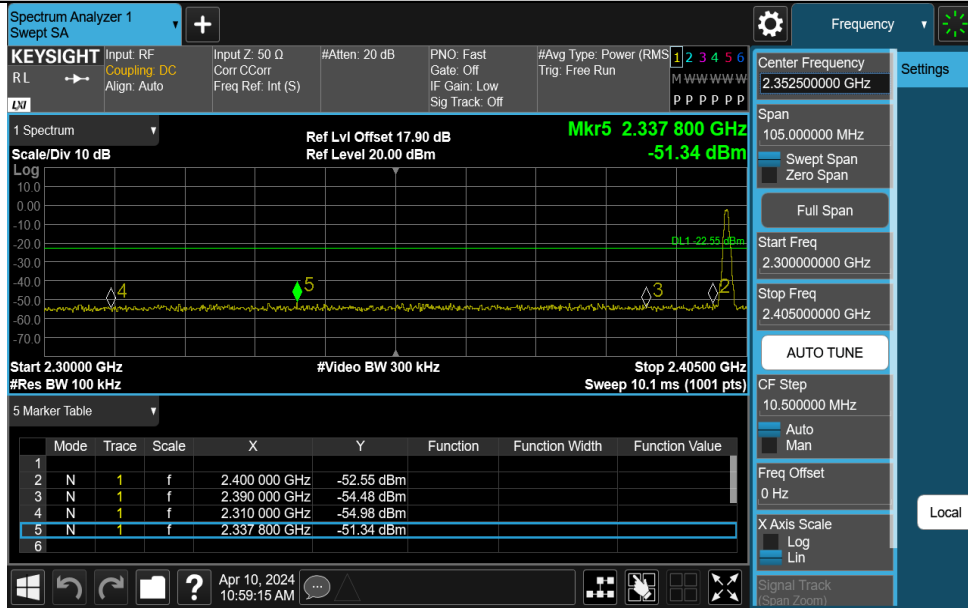 Spectrum Analyzer 1
Swept SA
+
Frequency
KEYSIGHT
RL
LXI
Input: RF
Coupling: DC
Align: Auto
Input Z: 50 Ω
Corr CCorr
Freq Ref: Int (S)
#Atten: 20 dB
PNO: Fast
Gate: Off
IF Gain: Low
Sig Track: Off
#Avg Type: Power (RMS
Trig: Free Run
1 2 3 4 5 6
M W W W W W
P P P P P P
1 Spectrum
Scale/Div 10 dB
Ref Lvl Offset 17.90 dB
Ref Level 20.00 dBm
Mkr5 2.337 800 GHz
-51.34 dBm
Log
10.0
0.00
-10.0
-20.0
-30.0
-40.0
-50.0
-60.0
-70.0
DL1 -22.55 dBm
4
5
3
2
Start 2.30000 GHz
#Video BW 300 kHz
Stop 2.40500 GHz
#Res BW 100 kHz
Sweep 10.1 ms (1001 pts)
5 Marker Table
Mode Trace Scale X Y Function Function Width Function Value
1
2 N 1 f 2.400 000 GHz -52.55 dBm
3 N 1 f 2.390 000 GHz -54.48 dBm
4 N 1 f 2.310 000 GHz -54.98 dBm
5 N 1 f 2.337 800 GHz -51.34 dBm
6
Center Frequency
2.352500000 GHz
Settings
Span
105.000000 MHz
Swept Span
Zero Span
Full Span
Start Freq
2.300000000 GHz
Stop Freq
2.405000000 GHz
AUTO TUNE
CF Step
10.500000 MHz
Auto
Man
Freq Offset
0 Hz
Local
X Axis Scale
Log
Lin
Signal Track
(Span Zoom)
?
Apr 10, 2024
10:59:15 AM